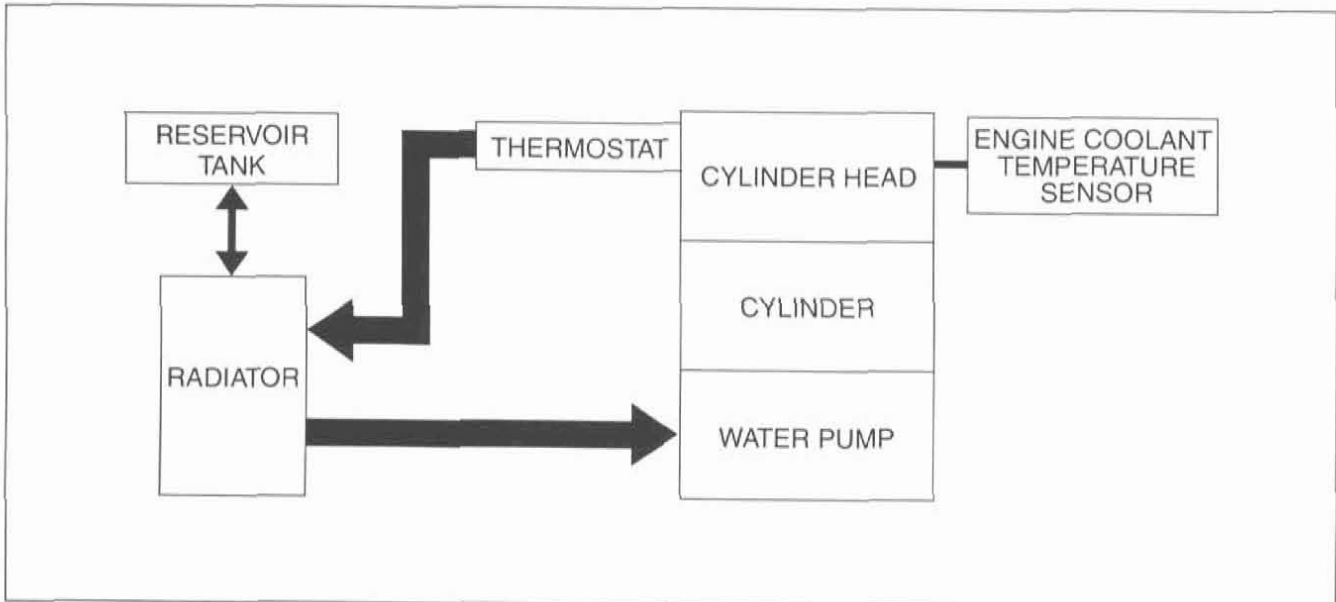 RESERVOIR
TANK
THERMOSTAT
CYLINDER HEAD
ENGINE COOLANT
TEMPERATURE
SENSOR
CYLINDER
RADIATOR
WATER PUMP